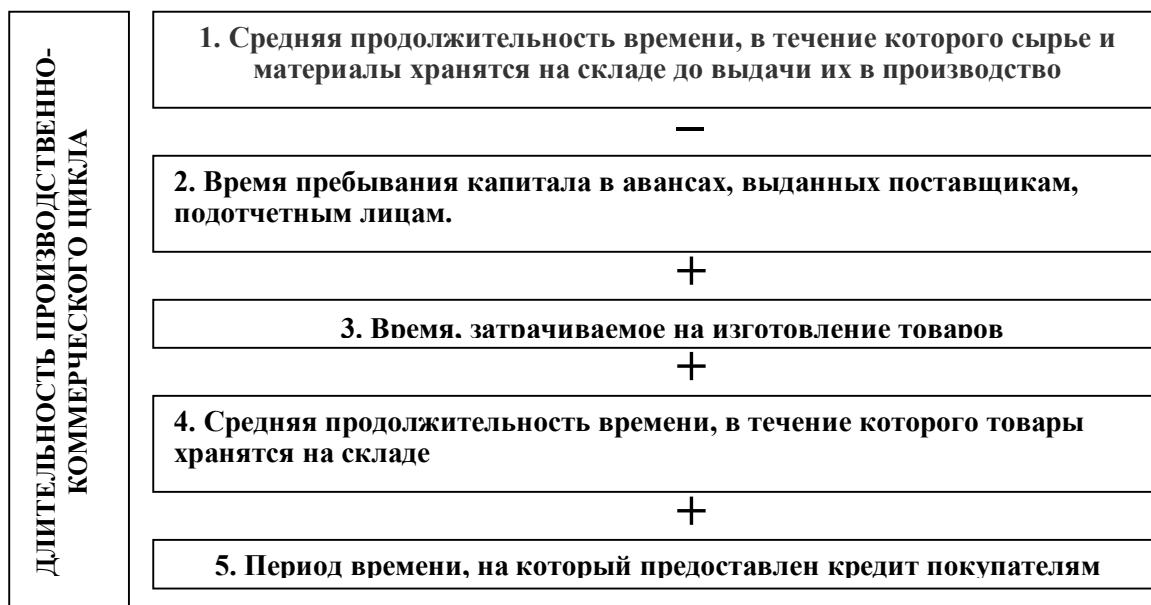 ДЛИТЕЛЬНОСТЬ ПРОИЗВОДСТВЕННО-
КОММЕРЧЕСКОГО ЦИКЛА
1. Средняя продолжительность времени, в течение которого сырье и
материалы хранятся на складе до выдачи их в производство
–
2. Время пребывания капитала в авансах, выданных поставщикам,
подотчетным лицам.
+
3. Время, затрачиваемое на изготовление товаров
+
4. Средняя продолжительность времени, в течение которого товары
хранятся на складе
+
5. Период времени, на который предоставлен кредит покупателям